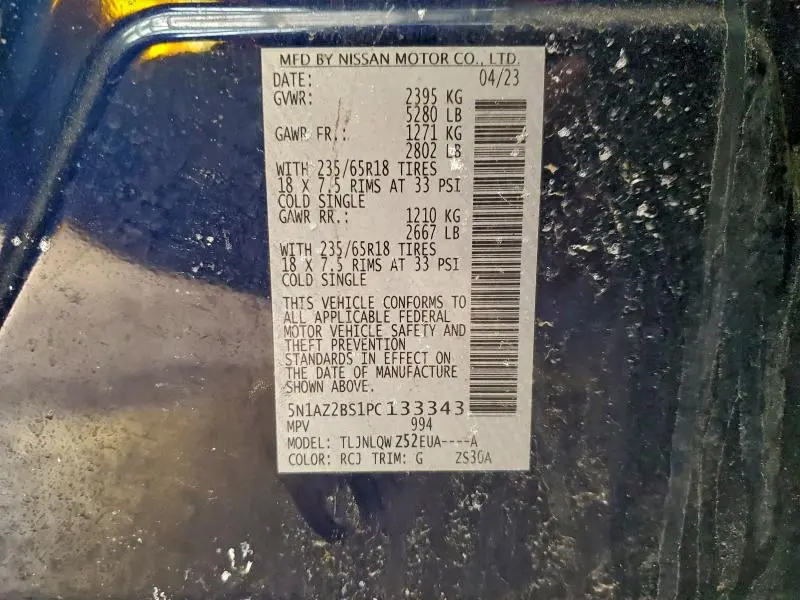 MFD BY NISSAN MOTOR CO., LTD.
DATE: 04/23
GVWR: 2395 KG
5280 LB
GAWR FR.: 1271 KG
2802 LB
WITH 235/65R18 TIRES
18 X 7.5 RIMS AT 33 PSI
COLD SINGLE
GAWR RR.: 1210 KG
2667 LB
WITH 235/65R18 TIRES
18 X 7.5 RIMS AT 33 PSI
COLD SINGLE
THIS VEHICLE CONFORMS TO
ALL APPLICABLE FEDERAL
MOTOR VEHICLE SAFETY AND
THEFT PREVENTION
STANDARDS IN EFFECT ON
THE DATE OF MANUFACTURE
SHOWN ABOVE.
5N1AZ2BS1PC133343
MPV 994
MODEL: TLJNLQWZ52EUA----A
COLOR: RCJ TRIM: G ZS30A